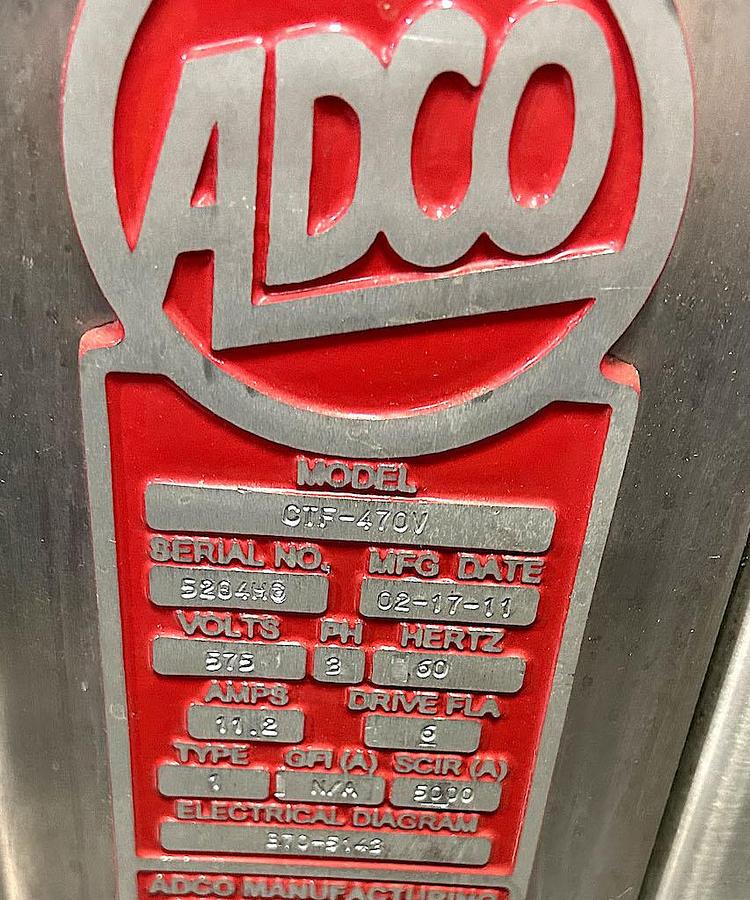 ADCO
MODEL
CTF-470V
SERIAL NO. MFG DATE
02-17-11
VOLTS PH HERTZ
575 3 60
AMPS DRIVE FLA
11.2 6
TYPE GFI (A) SCIR (A)
1 N/A 5000
ELECTRICAL DIAGRAM
ADCO MANUFACTURING